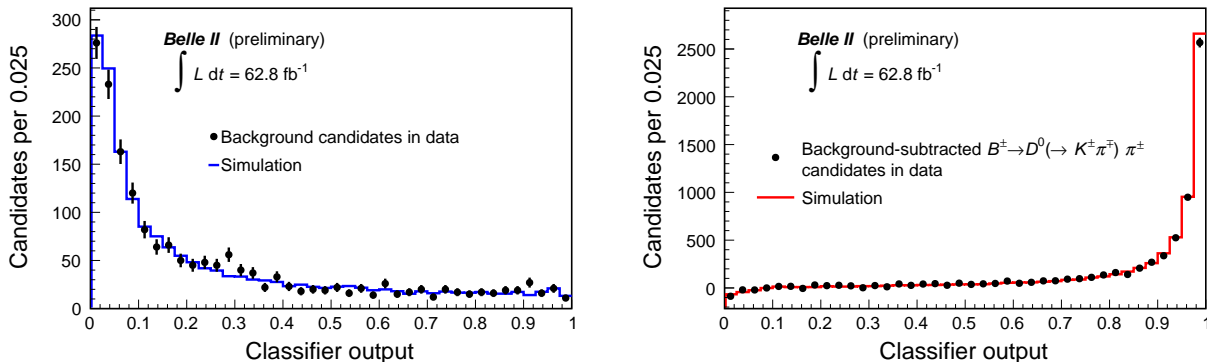 Candidates per 0.025
300
250
200
150
100
50
0
Belle II (preliminary)
∫ L dt = 62.8 fb⁻¹
Background candidates in data
Simulation
0 0.1 0.2 0.3 0.4 0.5 0.6 0.7 0.8 0.9 1
Classifier output
Candidates per 0.025
2500
2000
1500
1000
500
0
Belle II (preliminary)
∫ L dt = 62.8 fb⁻¹
Background-subtracted B±→D⁰(→ K±π∓) π±
candidates in data
Simulation
0 0.1 0.2 0.3 0.4 0.5 0.6 0.7 0.8 0.9 1
Classifier output